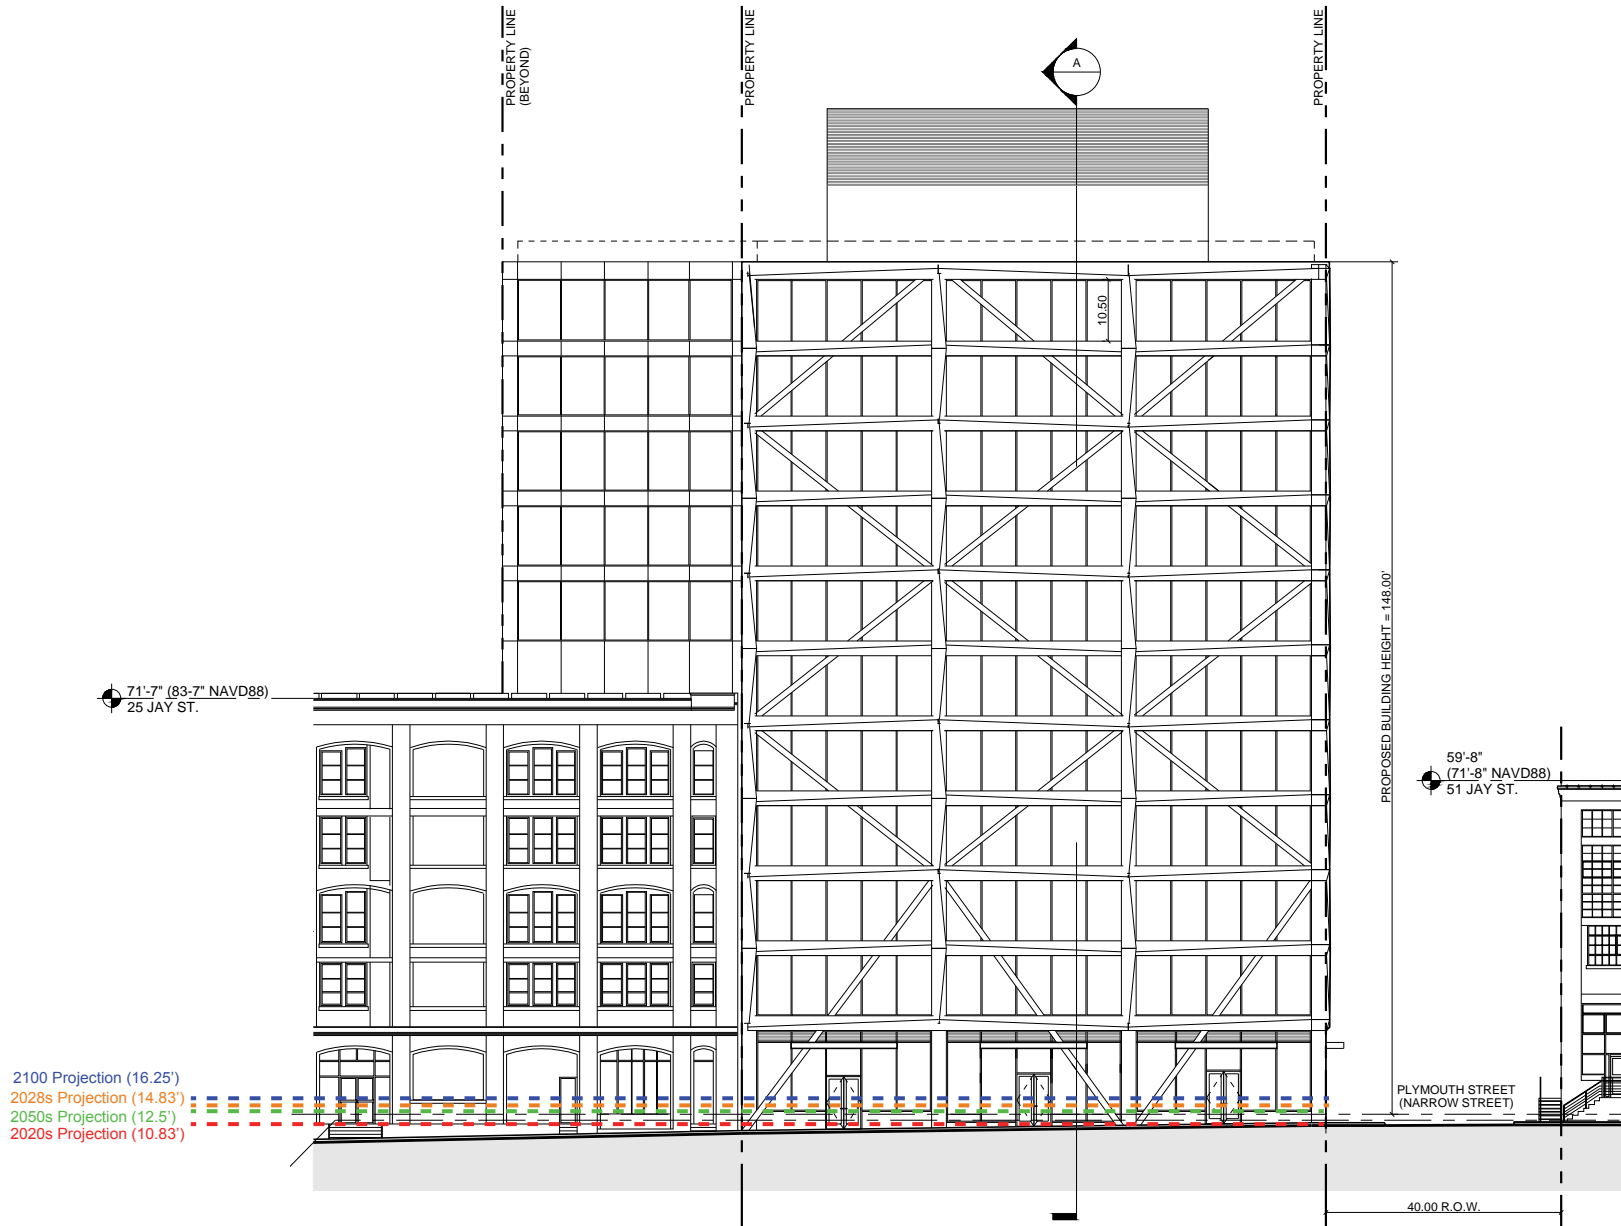 PROPERTY LINE
(BEYOND)
PROPERTY LINE
A
PROPERTY LINE
10.50
PROPOSED BUILDING HEIGHT = 148.00'
71'-7" (83-7" NAVD88)
25 JAY ST.
59'-8"
(71'-8" NAVD88)
51 JAY ST.
2100 Projection (16.25')
2028s Projection (14.83')
2050s Projection (12.5')
2020s Projection (10.83')
PLYMOUTH STREET
(NARROW STREET)
40.00 R.O.W.